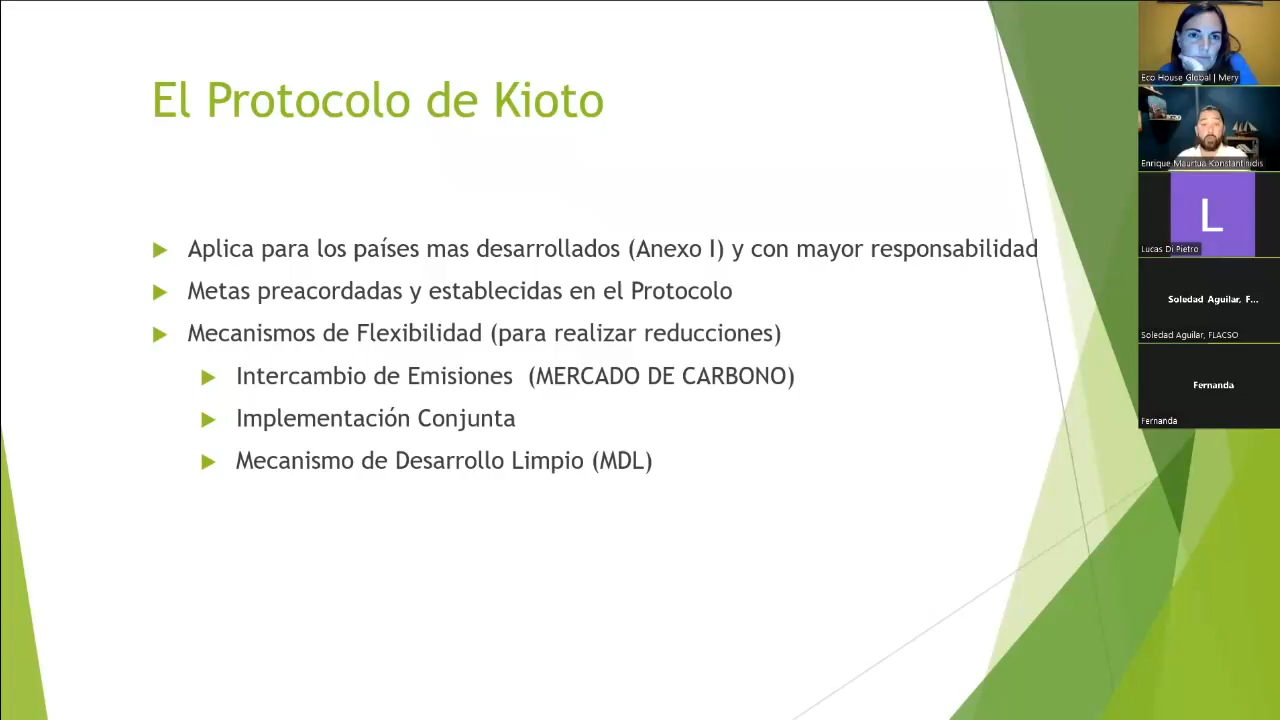 El Protocolo de Kioto
Aplica para los países mas desarrollados (Anexo I) y con mayor responsabilidad
Metas preacordadas y establecidas en el Protocolo
Mecanismos de Flexibilidad (para realizar reducciones)
Intercambio de Emisiones (MERCADO DE CARBONO)
Implementación Conjunta
Mecanismo de Desarrollo Limpio (MDL)
Eco House Global | Mery
Enrique Maurtua Konstantinidis
L
Lucas Di Pietro
Soledad Aguilar, F...
Soledad Aguilar, FLACSO
Fernanda
Fernanda